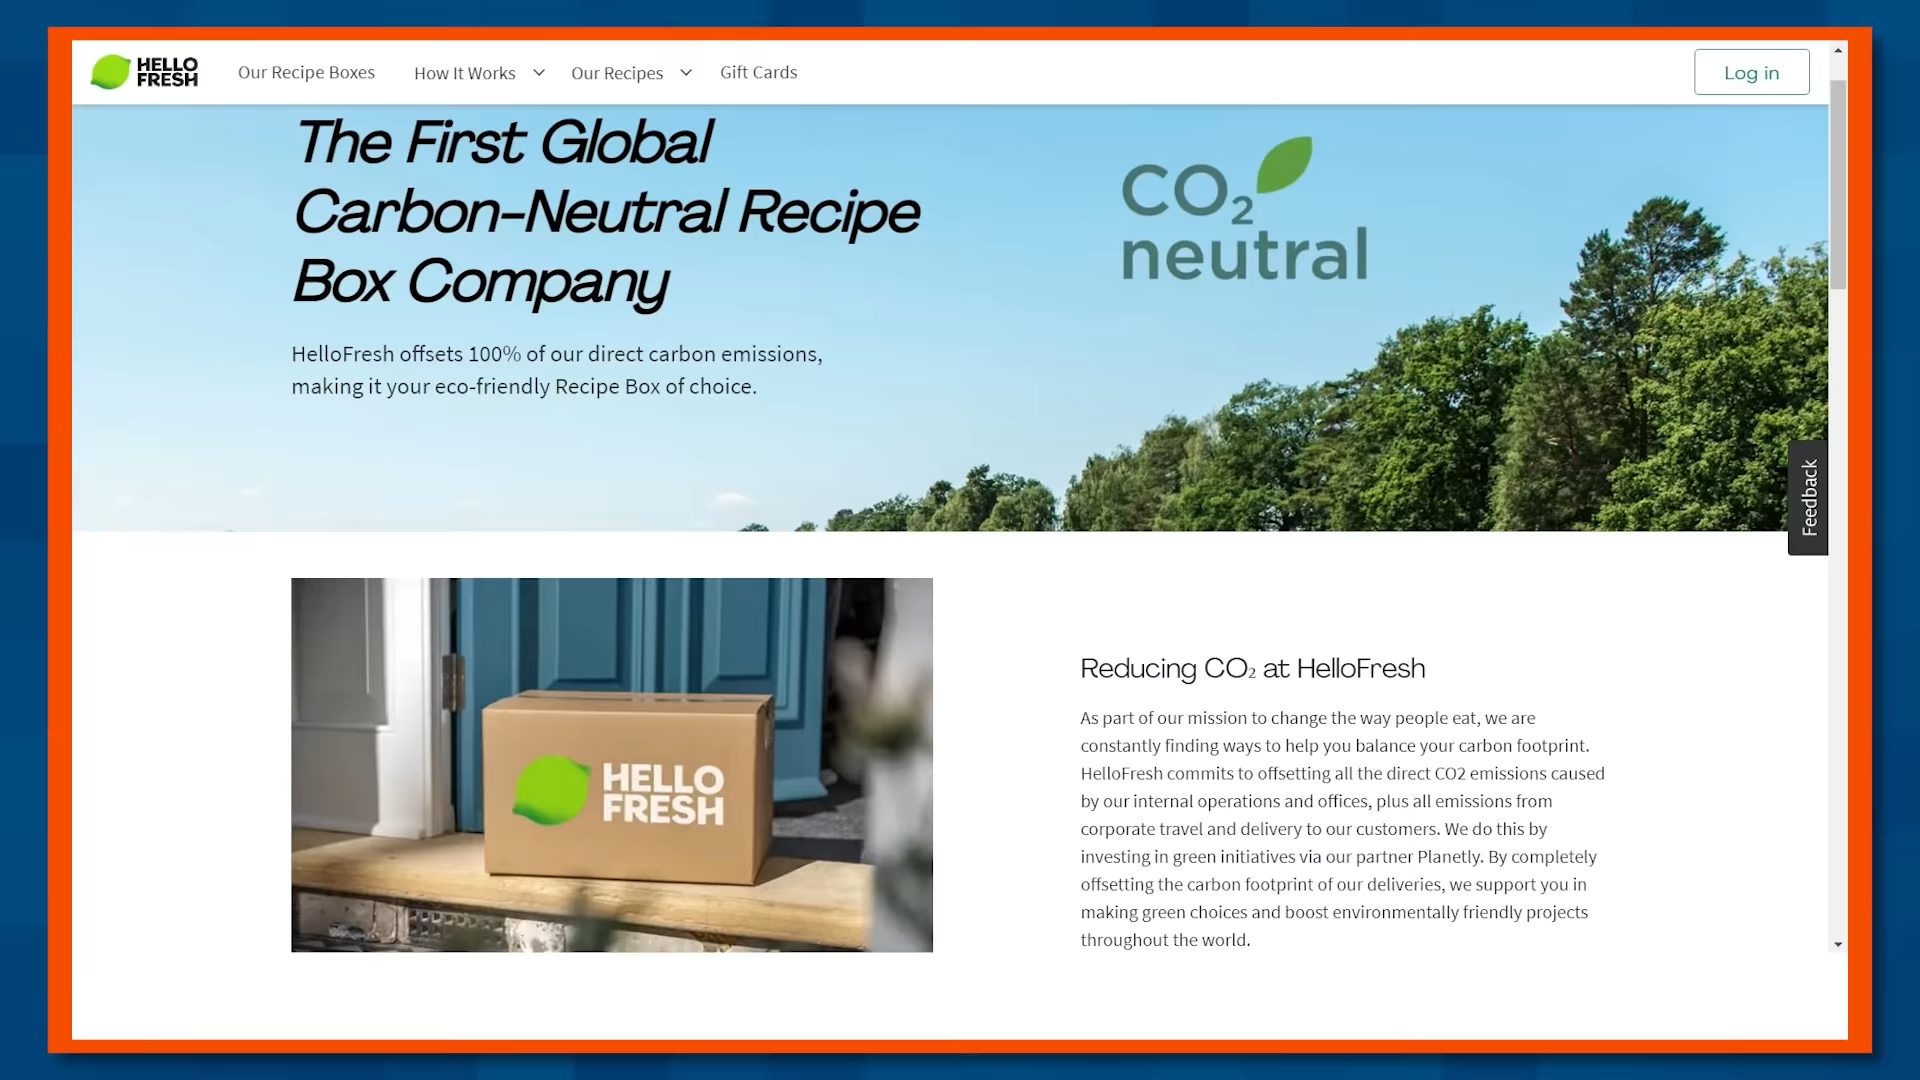 HELLO
FRESH
Our Recipe Boxes
How It Works
Our Recipes
Gift Cards
Log in
The First Global
Carbon-Neutral Recipe
Box Company
HelloFresh offsets 100% of our direct carbon emissions,
making it your eco-friendly Recipe Box of choice.
CO₂
neutral
Feedback
HELLO
FRESH
Reducing CO₂ at HelloFresh
As part of our mission to change the way people eat, we are
constantly finding ways to help you balance your carbon footprint.
HelloFresh commits to offsetting all the direct CO2 emissions caused
by our internal operations and offices, plus all emissions from
corporate travel and delivery to our customers. We do this by
investing in green initiatives via our partner Planetly. By completely
offsetting the carbon footprint of our deliveries, we support you in
making green choices and boost environmentally friendly projects
throughout the world.